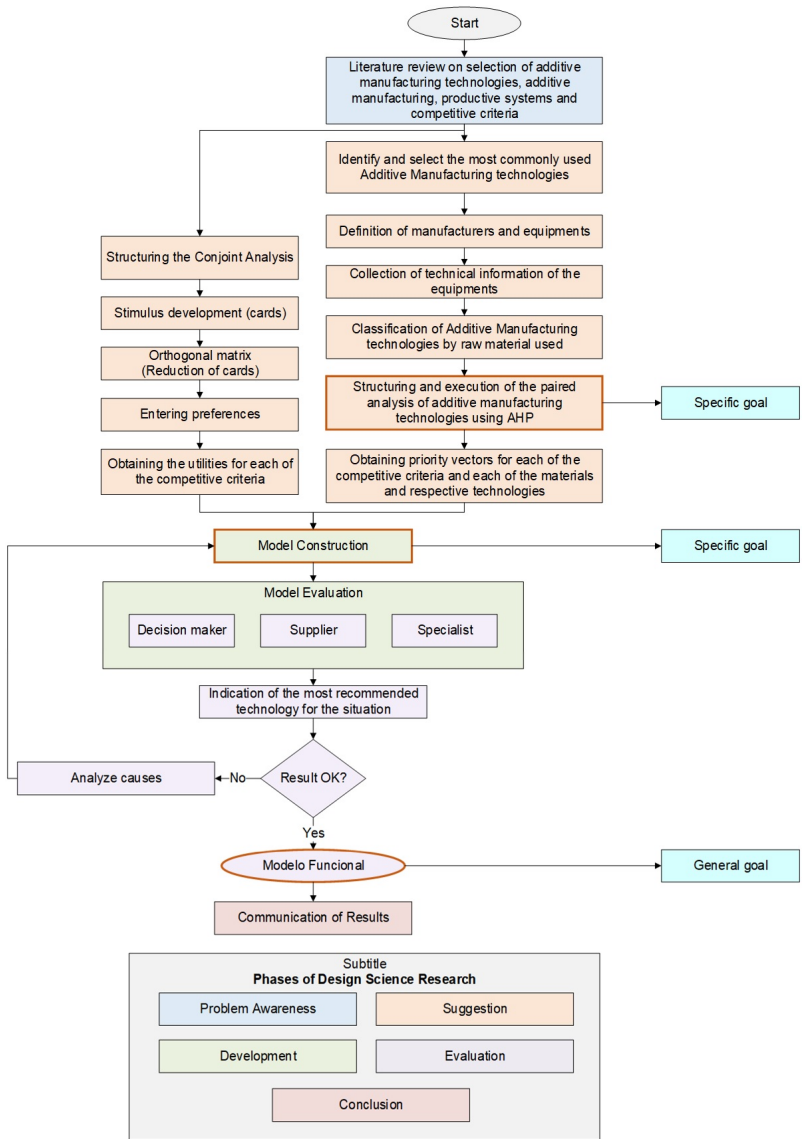 Start
Literature review on selection of additive
manufacturing technologies, additive
manufacturing, productive systems and
competitive criteria
Identify and select the most commonly used
Additive Manufacturing technologies
Definition of manufacturers and equipments
Structuring the Conjoint Analysis
Collection of technical information of the
equipments
Stimulus development (cards)
Classification of Additive Manufacturing
technologies by raw material used
Orthogonal matrix
(Reduction of cards)
Structuring and execution of the paired
analysis of additive manufacturing
technologies using AHP
Specific goal
Entering preferences
Obtaining the utilities for each of
the competitive criteria
Obtaining priority vectors for each of the
competitive criteria and each of the materials
and respective technologies
Model Construction
Specific goal
Model Evaluation
Decision maker
Supplier
Specialist
Indication of the most recommended
technology for the situation
Analyze causes
No
Result OK?
Yes
Modelo Funcional
General goal
Communication of Results
Subtitle
Phases of Design Science Research
Problem Awareness
Suggestion
Development
Evaluation
Conclusion